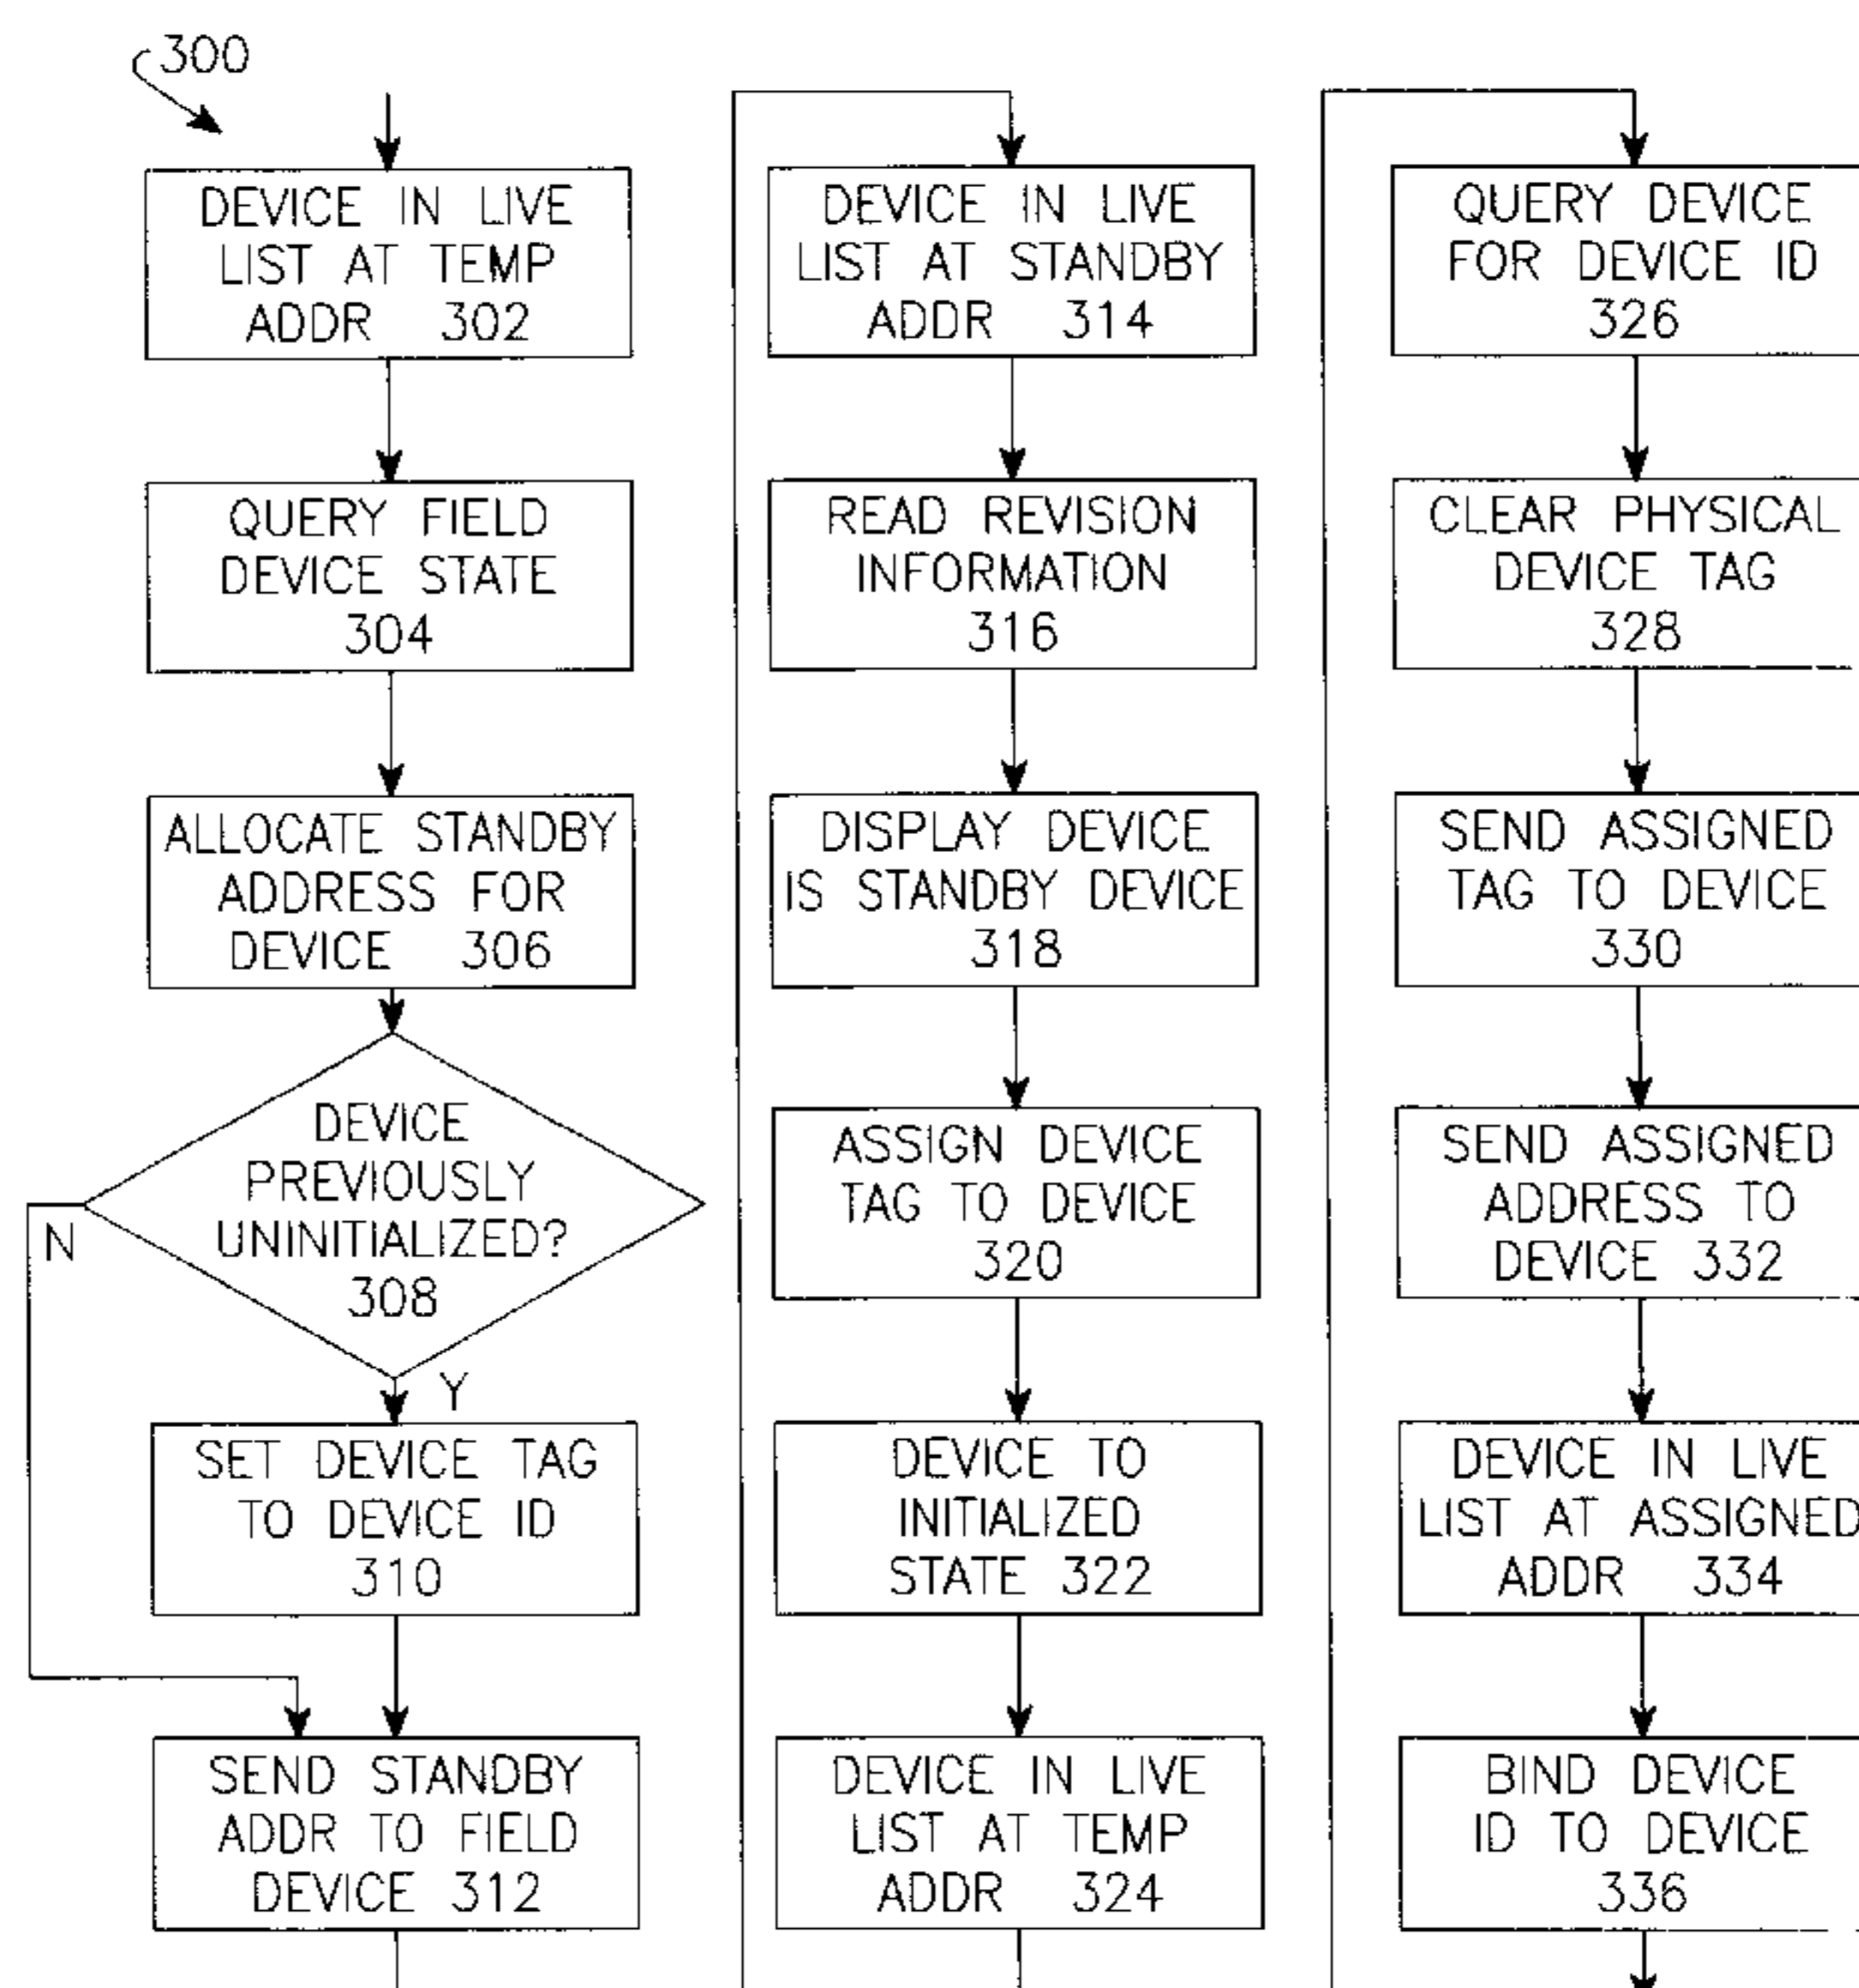 300
DEVICE IN LIVE
LIST AT TEMP
ADDR 302
QUERY FIELD
DEVICE STATE
304
ALLOCATE STANDBY
ADDRESS FOR
DEVICE 306
DEVICE
PREVIOUSLY
UNINITIALIZED?
308
N
Y
SET DEVICE TAG
TO DEVICE ID
310
SEND STANDBY
ADDR TO FIELD
DEVICE 312
DEVICE IN LIVE
LIST AT STANDBY
ADDR 314
READ REVISION
INFORMATION
316
DISPLAY DEVICE
IS STANDBY DEVICE
318
ASSIGN DEVICE
TAG TO DEVICE
320
DEVICE TO
INITIALIZED
STATE 322
DEVICE IN LIVE
LIST AT TEMP
ADDR 324
QUERY DEVICE
FOR DEVICE ID
326
CLEAR PHYSICAL
DEVICE TAG
328
SEND ASSIGNED
TAG TO DEVICE
330
SEND ASSIGNED
ADDRESS TO
DEVICE 332
DEVICE IN LIVE
LIST AT ASSIGNED
ADDR 334
BIND DEVICE
ID TO DEVICE
336